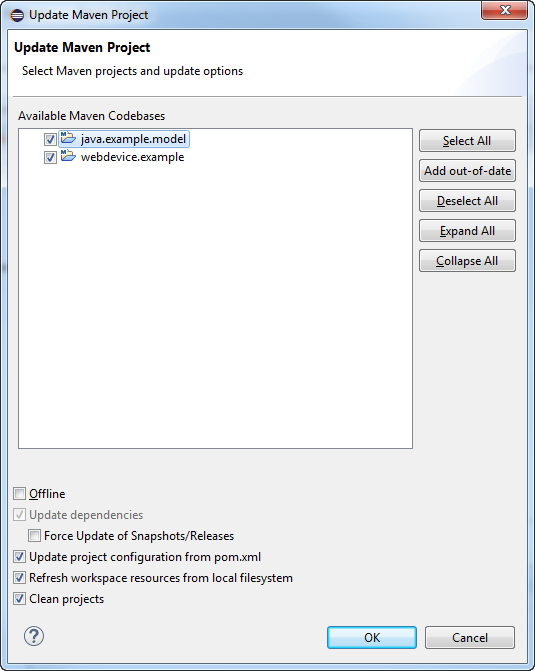 Update Maven Project
Update Maven Project
Select Maven projects and update options
Available Maven Codebases
java.example.model
webdevice.example
Select All
Add out-of-date
Deselect All
Expand All
Collapse All
Offline
Update dependencies
Force Update of Snapshots/Releases
Update project configuration from pom.xml
Refresh workspace resources from local filesystem
Clean projects
?
OK
Cancel